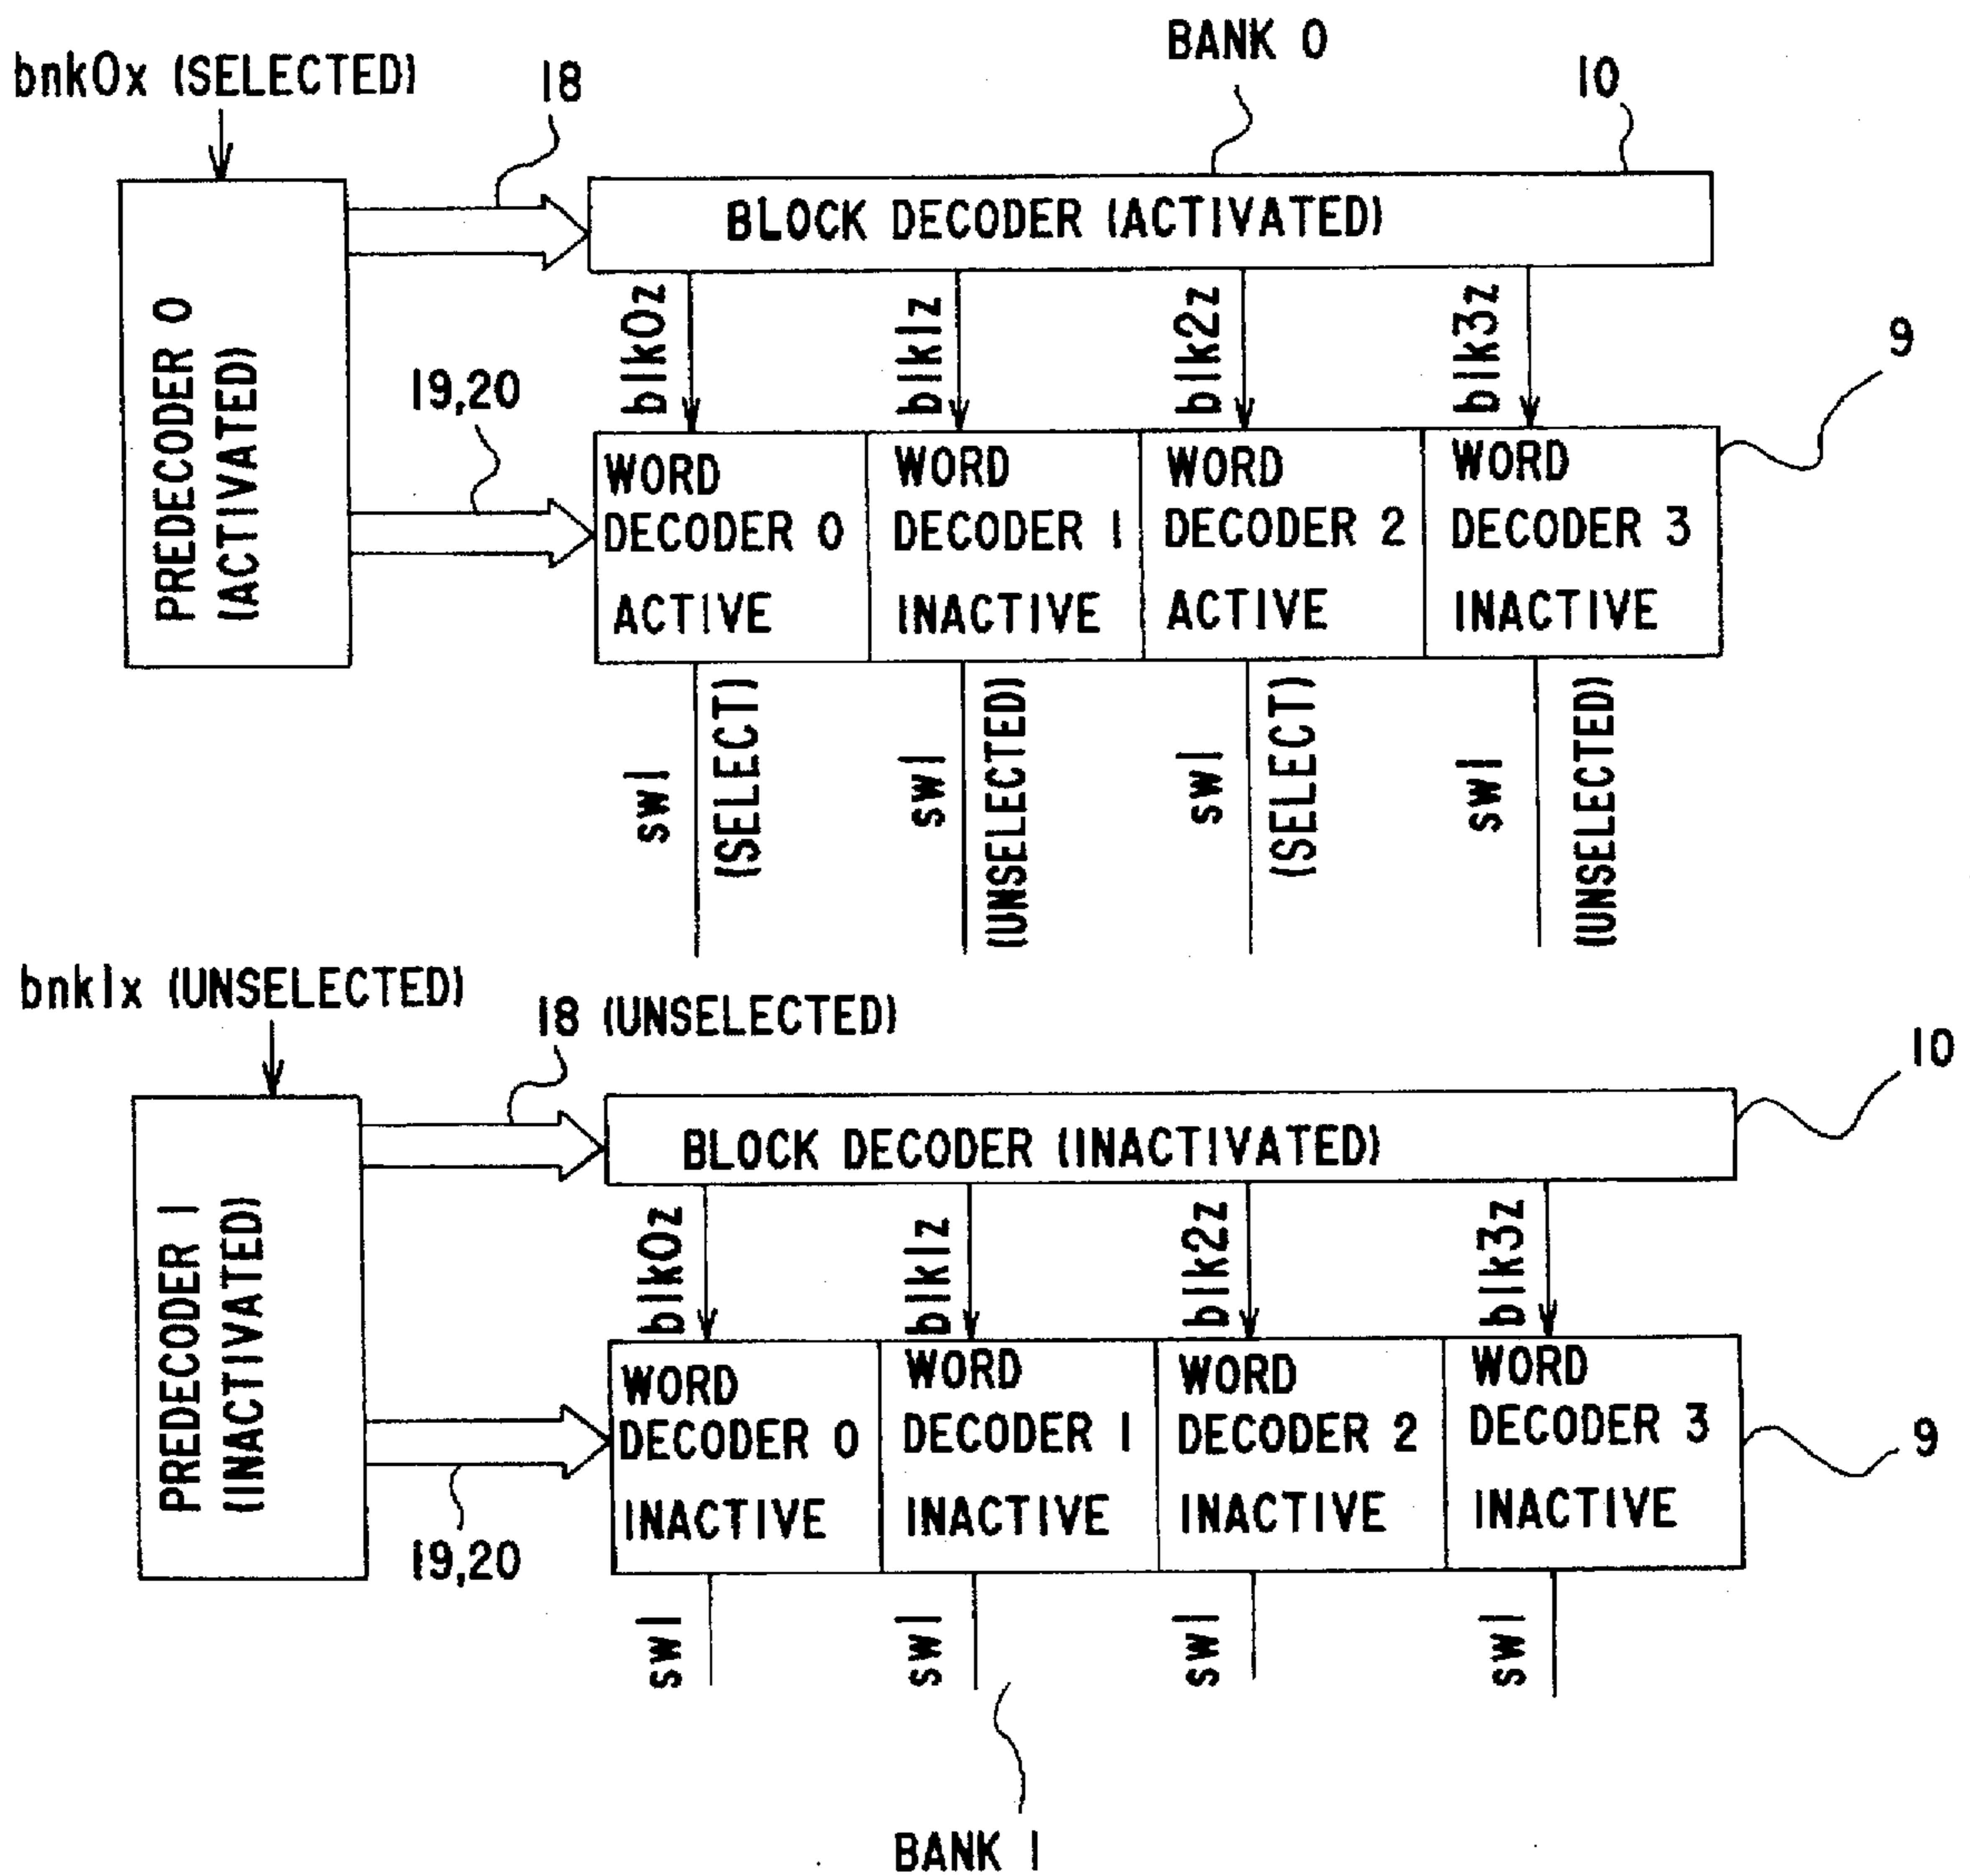 BANK 0
bnk0x (SELECTED)
18
10
BLOCK DECODER (ACTIVATED)
PREDECODER 0
(ACTIVATED)
blk0z
blk1z
blk2z
blk3z
9
19,20
WORD
DECODER 0
ACTIVE
WORD
DECODER 1
INACTIVE
WORD
DECODER 2
ACTIVE
WORD
DECODER 3
INACTIVE
swl
(SELECT)
swl
(UNSELECTED)
swl
(SELECT)
swl
(UNSELECTED)
bnk1x (UNSELECTED)
18 (UNSELECTED)
10
BLOCK DECODER (INACTIVATED)
PREDECODER 1
(INACTIVATED)
blk0z
blk1z
blk2z
blk3z
WORD
DECODER 0
INACTIVE
WORD
DECODER 1
INACTIVE
WORD
DECODER 2
INACTIVE
WORD
DECODER 3
INACTIVE
9
19,20
swl
swl
swl
swl
BANK 1